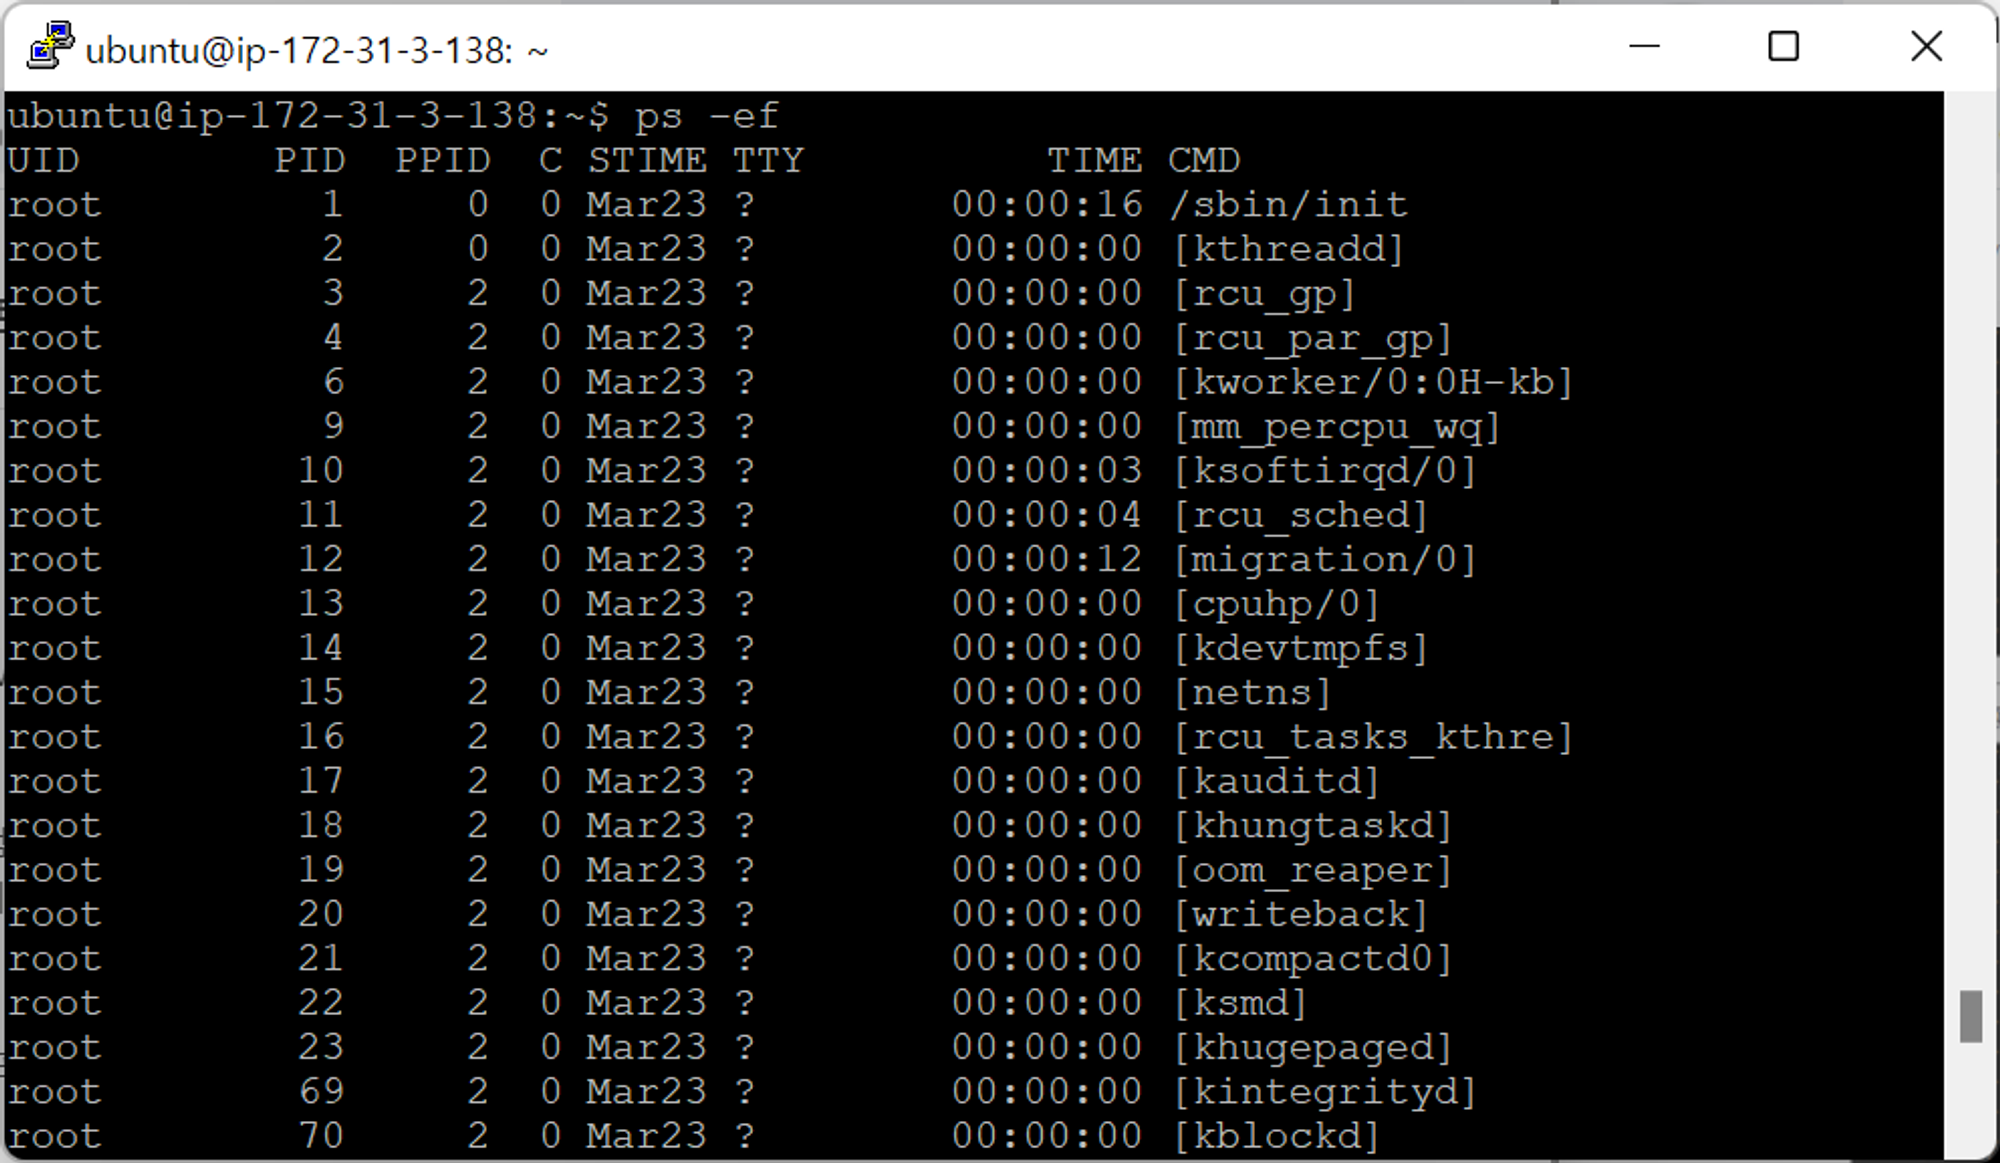 ubuntu@ip-172-31-3-138: ~
ubuntu@ip-172-31-3-138:~$ ps -ef
UID PID PPID C STIME TTY TIME CMD
root 1 0 0 Mar23 ? 00:00:16 /sbin/init
root 2 0 0 Mar23 ? 00:00:00 [kthreadd]
root 3 2 0 Mar23 ? 00:00:00 [rcu_gp]
root 4 2 0 Mar23 ? 00:00:00 [rcu_par_gp]
root 6 2 0 Mar23 ? 00:00:00 [kworker/0:0H-kb]
root 9 2 0 Mar23 ? 00:00:00 [mm_percpu_wq]
root 10 2 0 Mar23 ? 00:00:03 [ksoftirqd/0]
root 11 2 0 Mar23 ? 00:00:04 [rcu_sched]
root 12 2 0 Mar23 ? 00:00:12 [migration/0]
root 13 2 0 Mar23 ? 00:00:00 [cpuhp/0]
root 14 2 0 Mar23 ? 00:00:00 [kdevtmpfs]
root 15 2 0 Mar23 ? 00:00:00 [netns]
root 16 2 0 Mar23 ? 00:00:00 [rcu_tasks_kthre]
root 17 2 0 Mar23 ? 00:00:00 [kauditd]
root 18 2 0 Mar23 ? 00:00:00 [khungtaskd]
root 19 2 0 Mar23 ? 00:00:00 [oom_reaper]
root 20 2 0 Mar23 ? 00:00:00 [writeback]
root 21 2 0 Mar23 ? 00:00:00 [kcompactd0]
root 22 2 0 Mar23 ? 00:00:00 [ksmd]
root 23 2 0 Mar23 ? 00:00:00 [khugepaged]
root 69 2 0 Mar23 ? 00:00:00 [kintegrityd]
root 70 2 0 Mar23 ? 00:00:00 [kblockd]